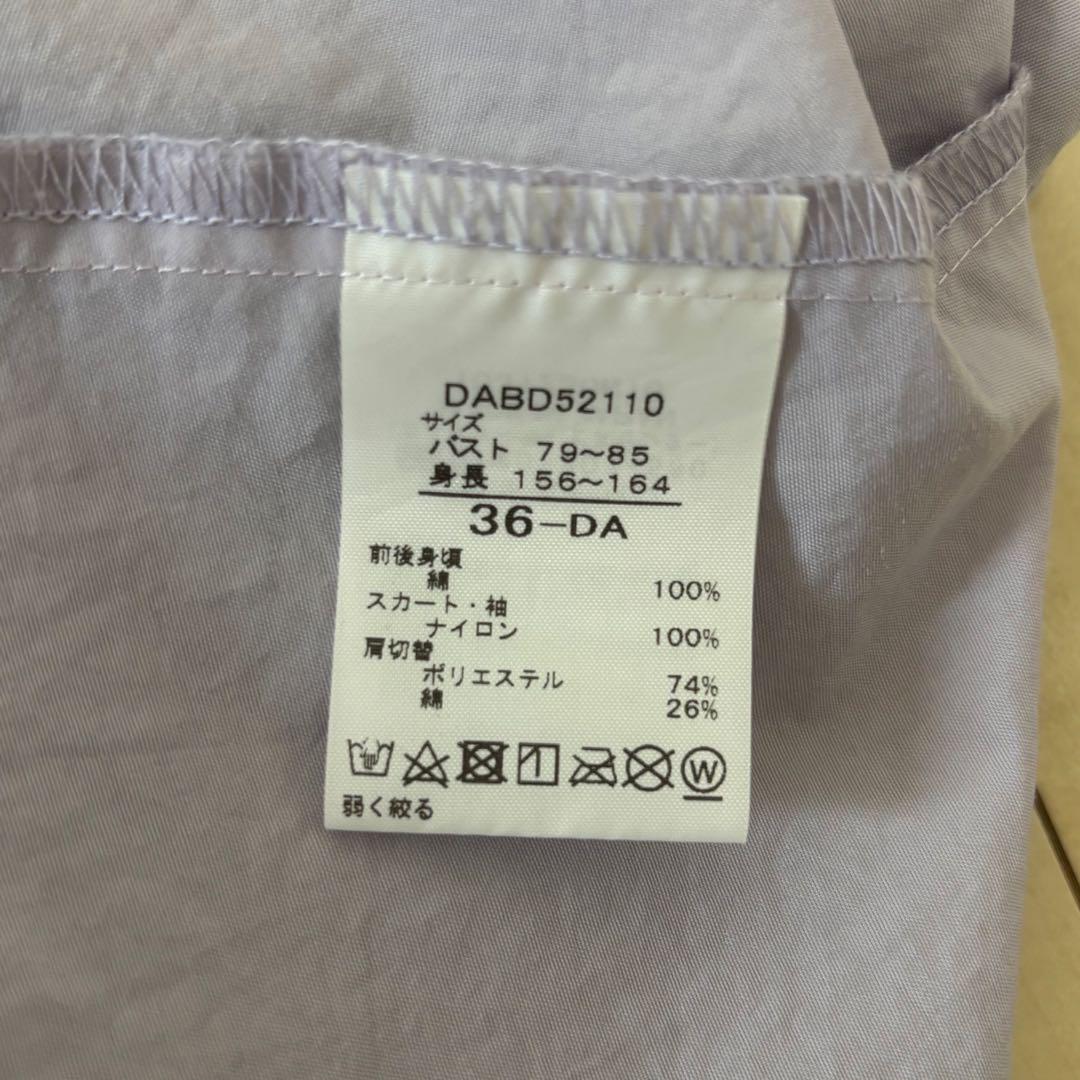 DABD52110
サイズ
バスト 79〜85
身長 156〜164
36-DA
前後身頃
綿 100%
スカート・袖
ナイロン 100%
肩切替
ポリエステル 74%
綿 26%
W
弱く絞る